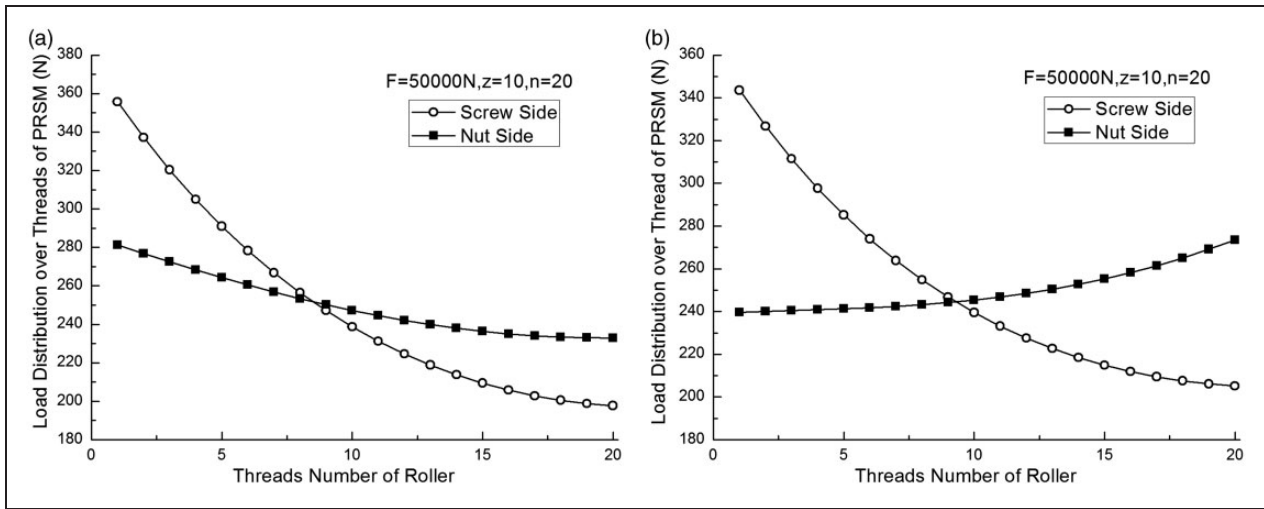 (a)
Load Distribution over Threads of PRSM (N)
380
360
340
320
300
280
260
240
220
200
180
F=50000N,z=10,n=20
Screw Side
Nut Side
0
5
10
15
20
Threads Number of Roller
(b)
Load Distribution over Thread of PRSM (N)
360
340
320
300
280
260
240
220
200
180
F=50000N,z=10,n=20
Screw Side
Nut Side
0
5
10
15
20
Threads Number of Roller